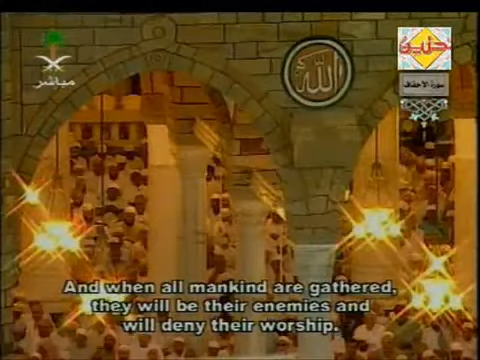 مباشر
الله
سورة الأحقاف
And when all mankind are gathered,
they will be their enemies and
will deny their worship.